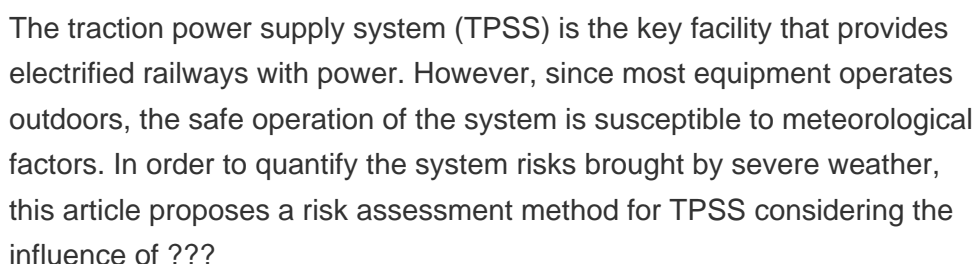 The traction power supply system (TPSS) is the key facility that provides
electrified railways with power. However, since most equipment operates
outdoors, the safe operation of the system is susceptible to meteorological
factors. In order to quantify the system risks brought by severe weather,
this article proposes a risk assessment method for TPSS considering the
influence of ???